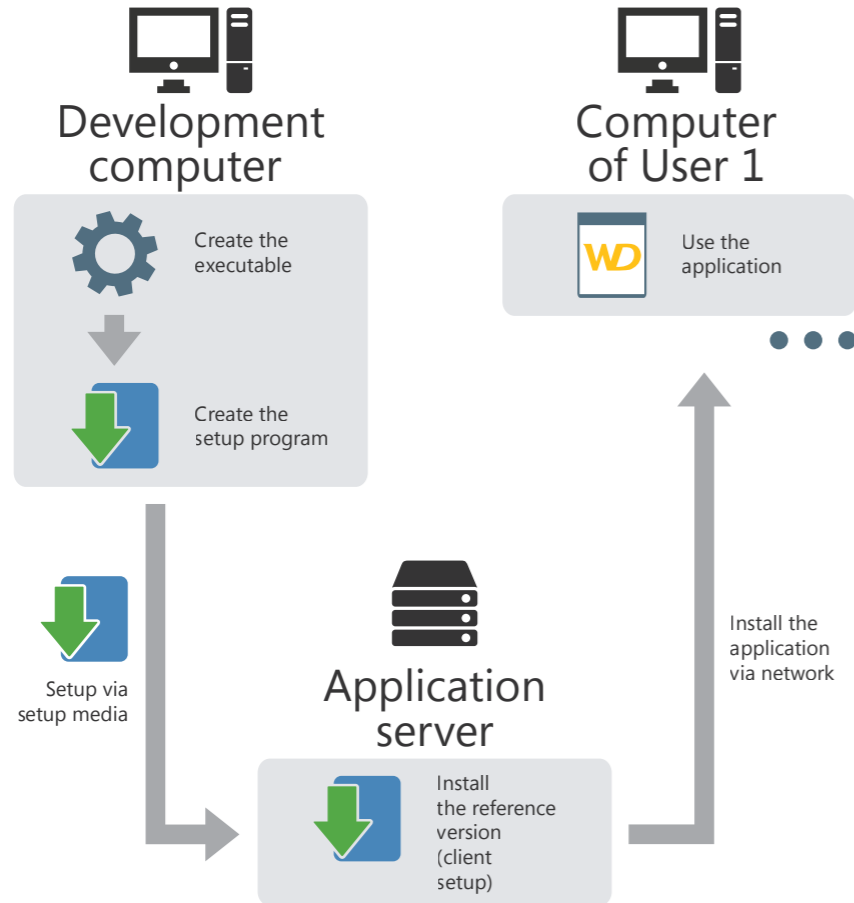 Development
computer
Create the
executable
Create the
setup program
Setup via
setup media
Application
server
Install
the reference
version
(client
setup)
Install the
application
via network
Computer
of User 1
WD
Use the
application